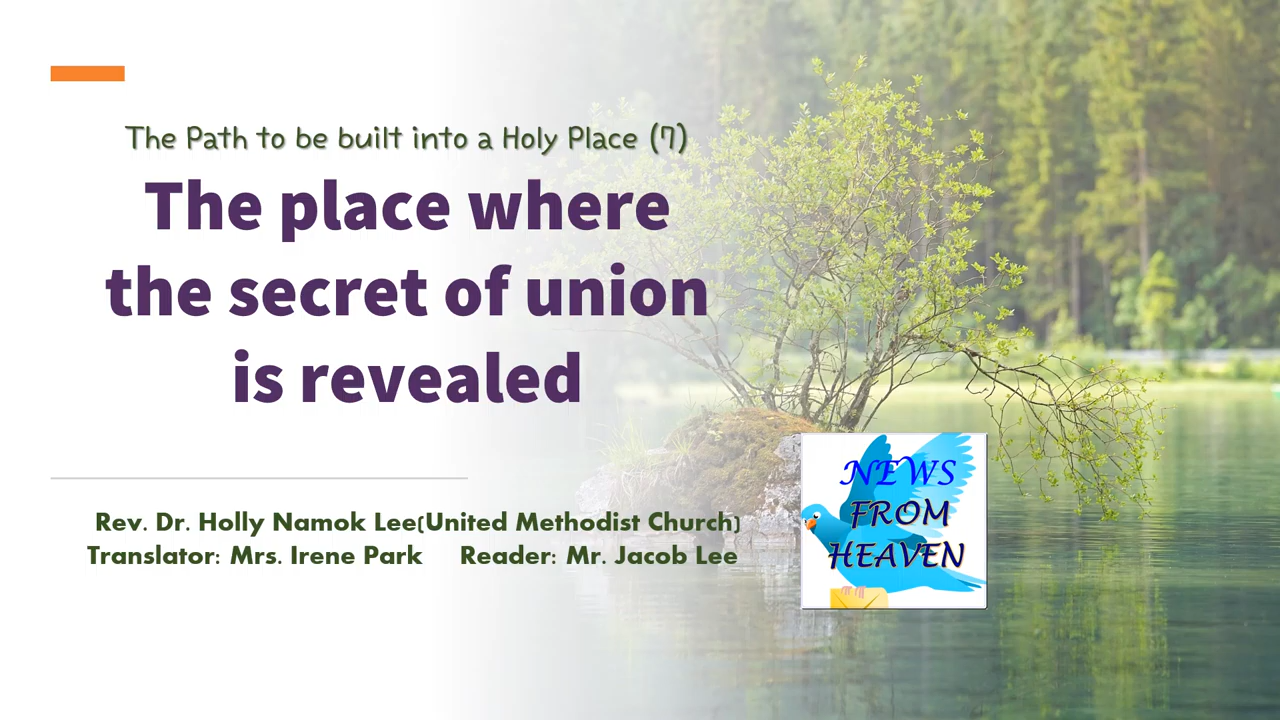 The Path to be built into a Holy Place (7)
The place where
the secret of union
is revealed
Rev. Dr. Holly Namok Lee(United Methodist Church)
Translator: Mrs. Irene Park Reader: Mr. Jacob Lee
NEWS
FROM
HEAVEN